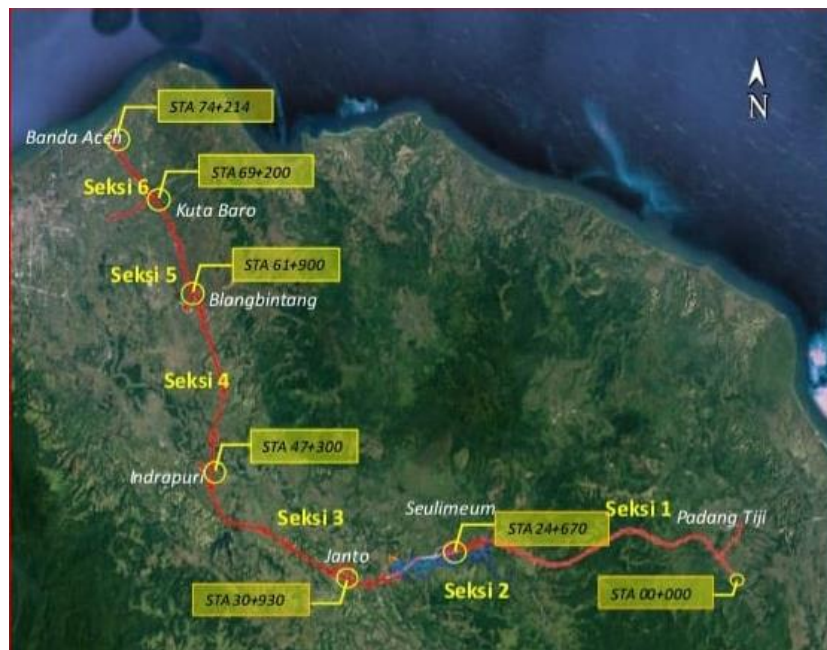 STA 74+214
Banda Aceh
N
STA 69+200
Seksi 6
Kuta Baro
STA 61+900
Seksi 5
Blangbintang
Seksi 4
STA 47+300
Indrapuri
Seulimeum
Seksi 1
Seksi 3
Padang Tiji
STA 24+670
Janto
Seksi 2
STA 30+930
STA 00+000